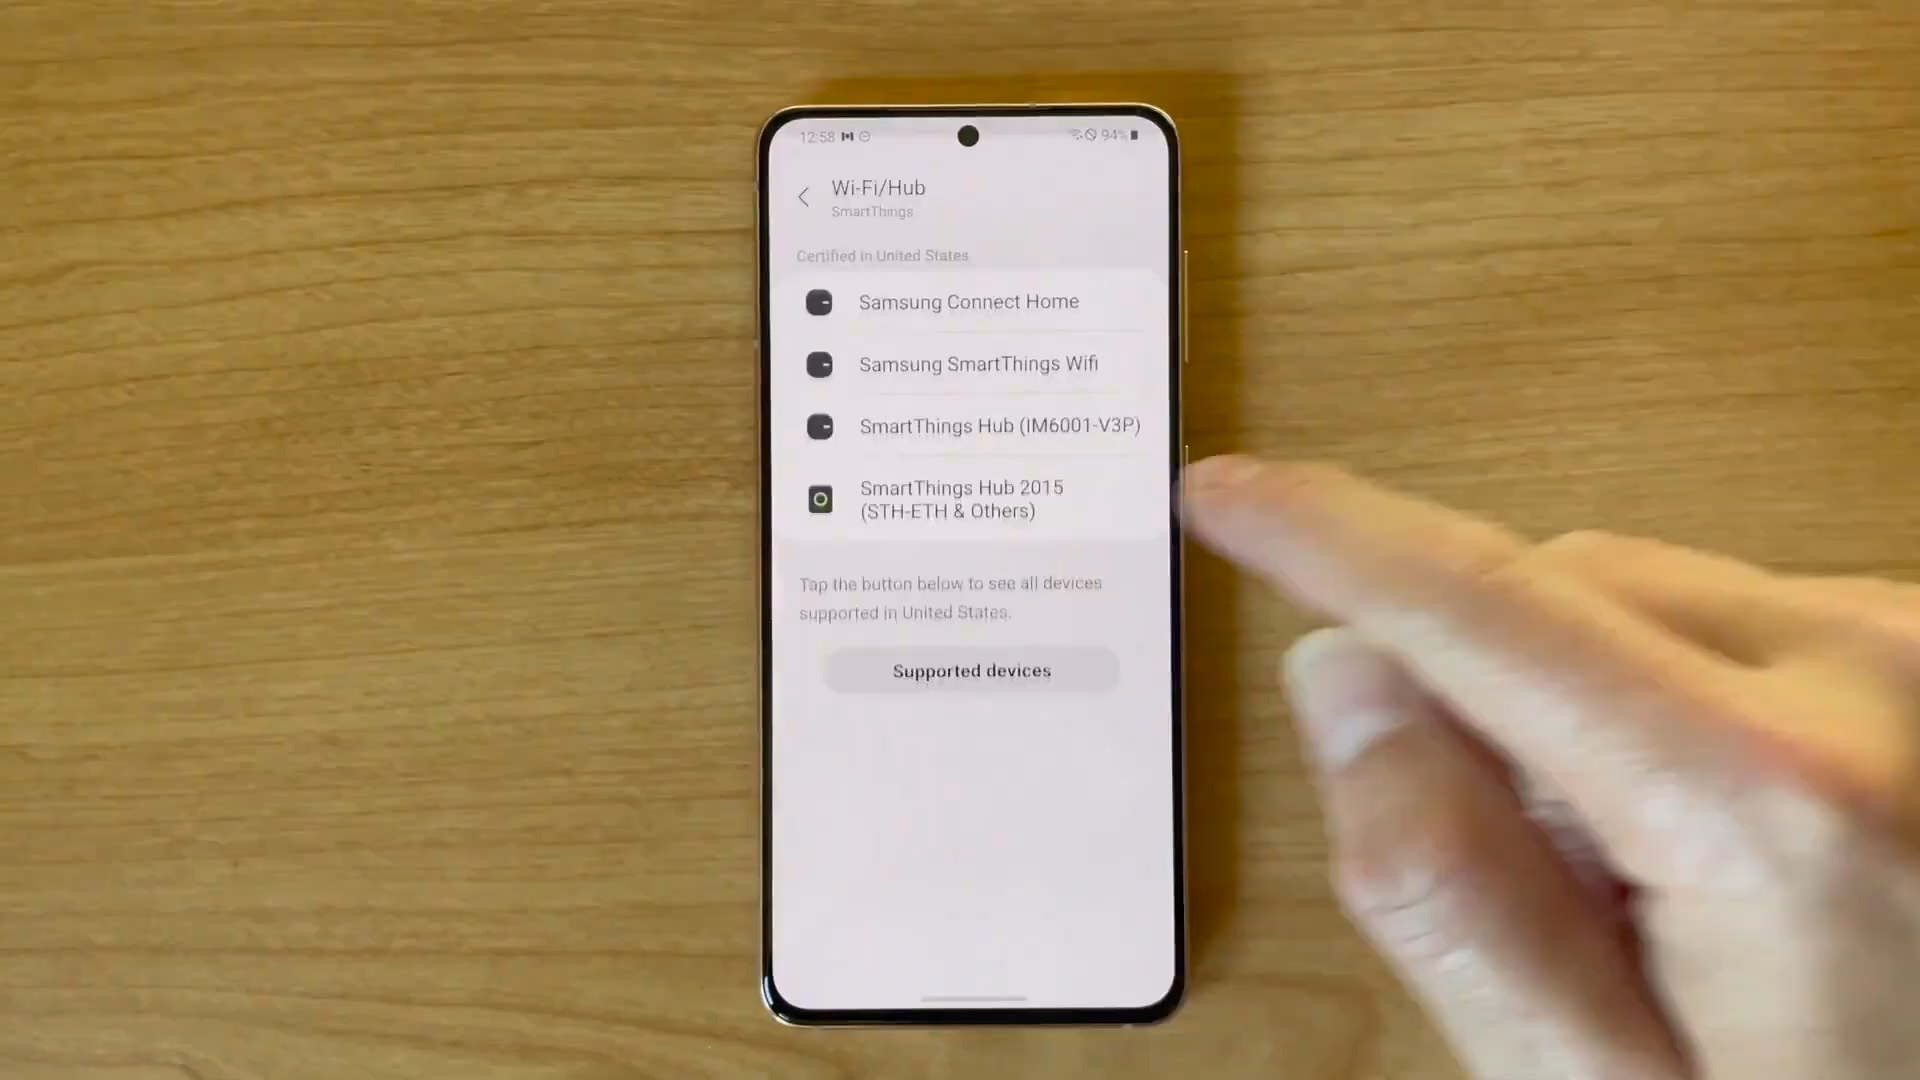 12:58
94%
Wi-Fi/Hub
SmartThings
Certified in United States
Samsung Connect Home
Samsung SmartThings Wifi
SmartThings Hub (IM6001-V3P)
SmartThings Hub 2015
(STH-ETH & Others)
Tap the button below to see all devices
supported in United States.
Supported devices